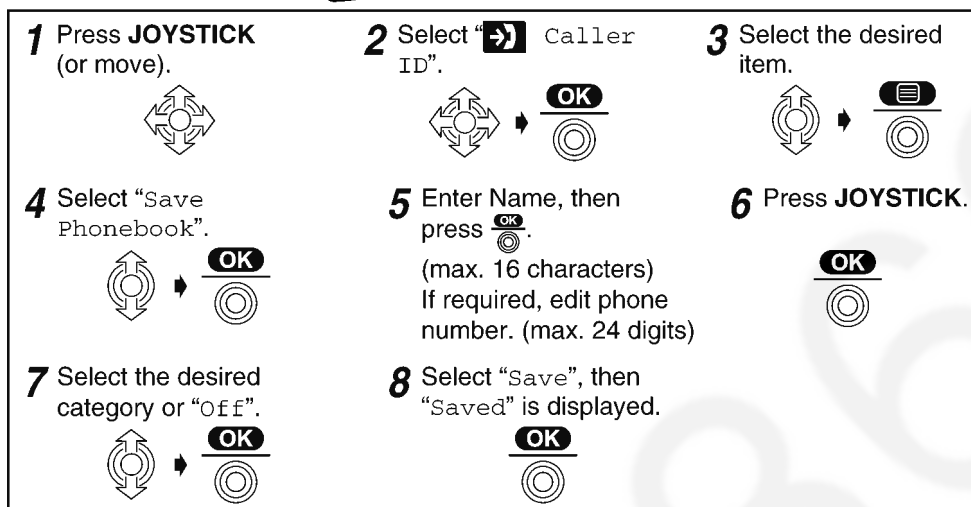 1 Press JOYSTICK
(or move).
2 Select “ Caller
ID”.
OK
3 Select the desired
item.
4 Select “Save
Phonebook”.
OK
5 Enter Name, then
press OK.
(max. 16 characters)
If required, edit phone
number. (max. 24 digits)
6 Press JOYSTICK.
OK
7 Select the desired
category or “Off”.
OK
8 Select “Save”, then
“Saved” is displayed.
OK